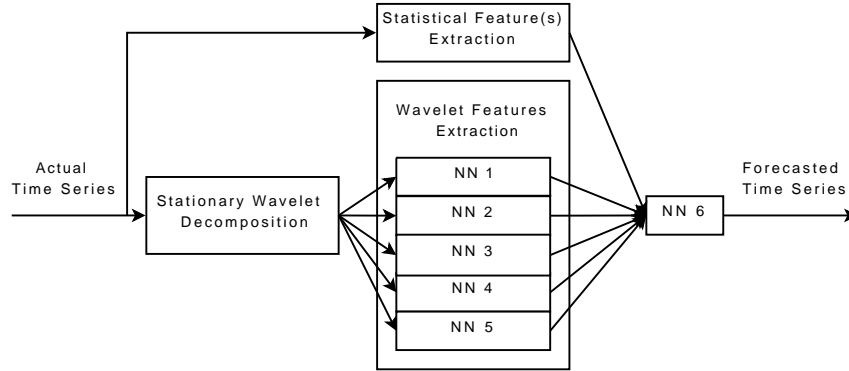 Statistical Feature(s)
Extraction
Wavelet Features
Extraction
Actual
Time Series
Stationary Wavelet
Decomposition
NN 1
NN 2
NN 3
NN 4
NN 5
NN 6
Forecasted
Time Series